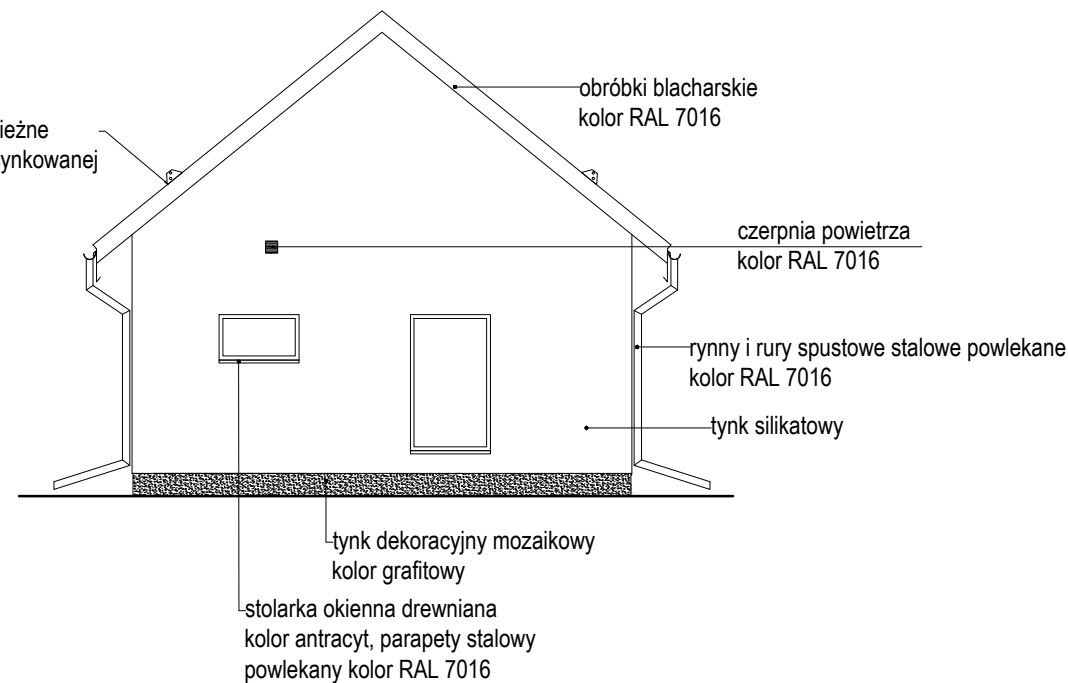 obróbki blacharskie
kolor RAL 7016
czerpnia powietrza
kolor RAL 7016
rynny i rury spustowe stalowe powlekane
kolor RAL 7016
tynk silikatowy
tynk dekoracyjny mozaikowy
kolor grafitowy
stolarka okienna drewniana
kolor antracyt, parapety stalowy
powlekany kolor RAL 7016